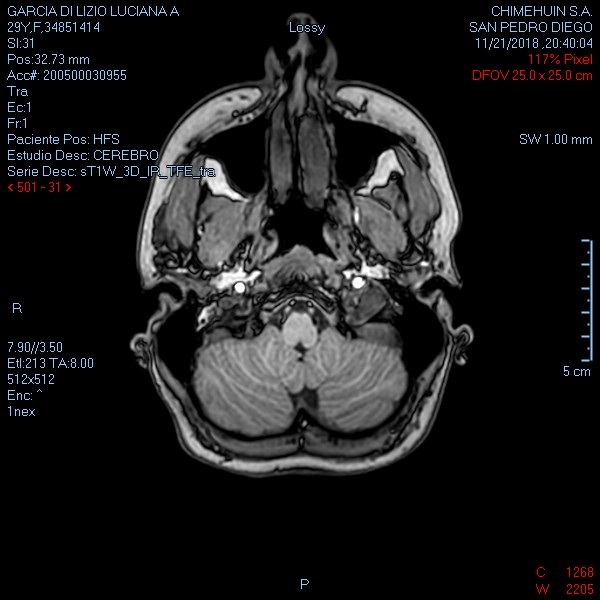 GARCIA DI LIZIO LUCIANA A
29Y,F,34851414
Sl:31
Pos:32.73 mm
Acc#: 200500030955
Tra
Ec:1
Fr:1
Paciente Pos: HFS
Estudio Desc: CEREBRO
Serie Desc: sT1W_3D_IR_TFE_tra
< 501 - 31 >
Lossy
CHIMEHUIN S.A.
SAN PEDRO DIEGO
11/21/2018 ,20:40:04
117% Pixel
DFOV 25.0 x 25.0 cm
SW 1.00 mm
R
5 cm
7.90//3.50
Etl:213 TA:8.00
512x512
Enc: ^
1nex
P
C 1268
W 2205